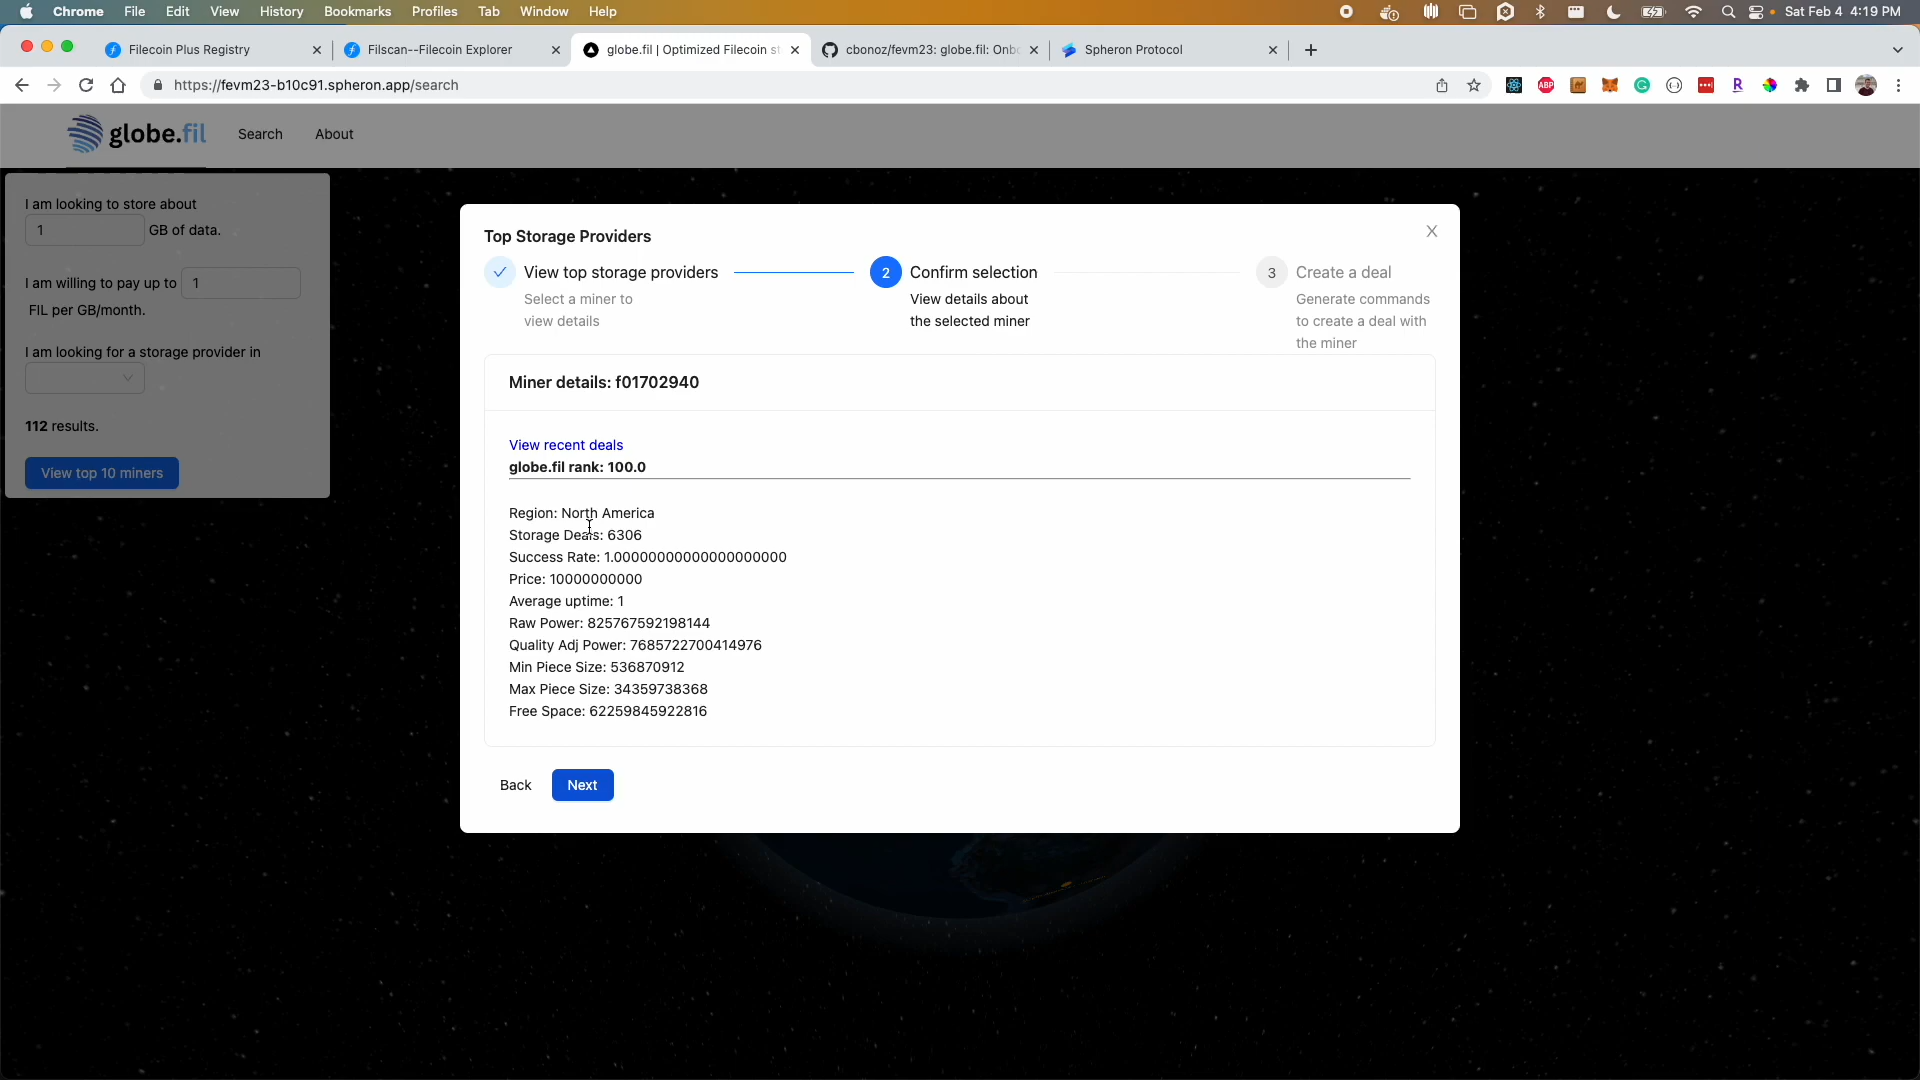 Chrome File Edit View History Bookmarks Profiles Tab Window Help Sat Feb 4 4:19 PM
Filecoin Plus Registry Filscan--Filecoin Explorer globe.fil | Optimized Filecoin st cbonoz/fevm23: globe.fil: Onbo Spheron Protocol
https://fevm23-b10c91.spheron.app/search
globe.fil Search About
I am looking to store about
1 GB of data.
I am willing to pay up to 1
FIL per GB/month.
I am looking for a storage provider in
112 results.
View top 10 miners
Top Storage Providers
View top storage providers
Select a miner to
view details
2 Confirm selection
View details about
the selected miner
3 Create a deal
Generate commands
to create a deal with
the miner
Miner details: f01702940
View recent deals
globe.fil rank: 100.0
Region: North America
Storage Deals: 6306
Success Rate: 1.00000000000000000000
Price: 10000000000
Average uptime: 1
Raw Power: 825767592198144
Quality Adj Power: 7685722700414976
Min Piece Size: 536870912
Max Piece Size: 34359738368
Free Space: 62259845922816
Back Next